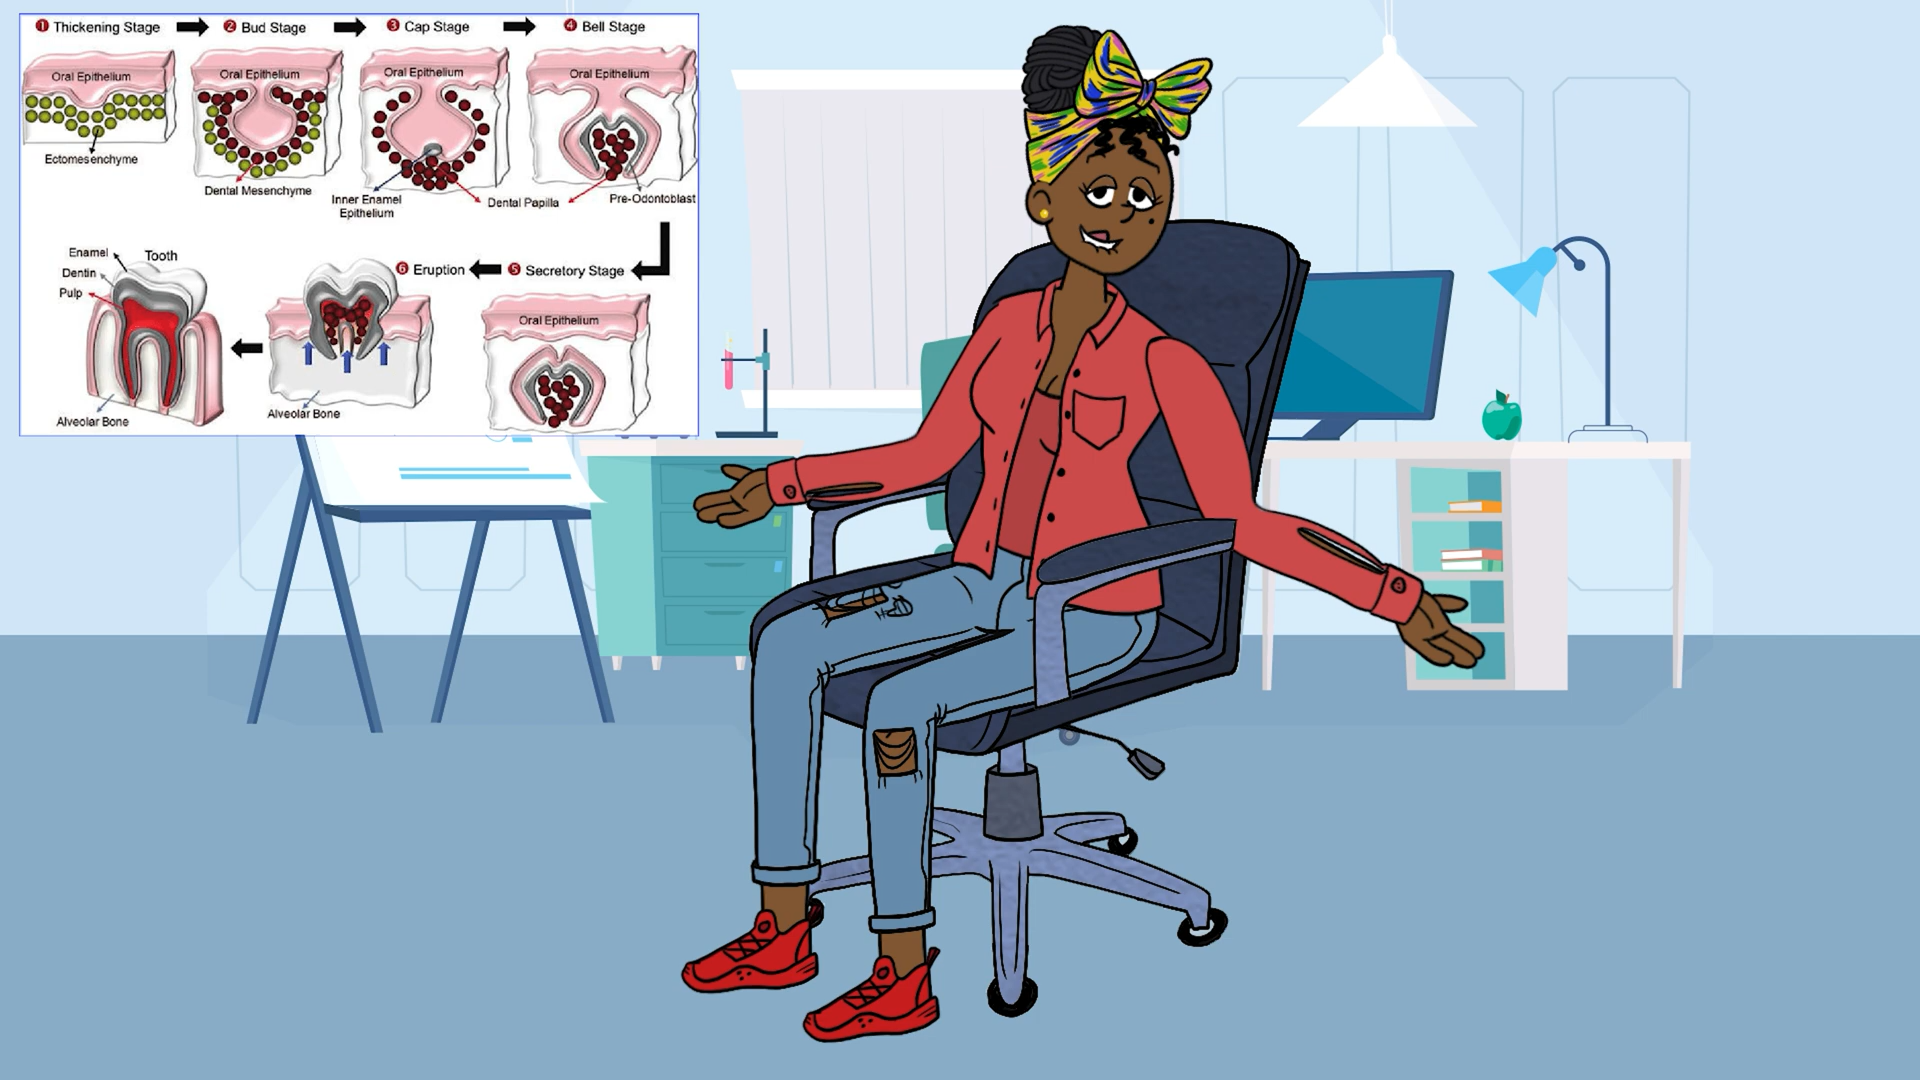 1 Thickening Stage
2 Bud Stage
3 Cap Stage
4 Bell Stage
Oral Epithelium
Oral Epithelium
Oral Epithelium
Oral Epithelium
Ectomesenchyme
Dental Mesenchyme
Inner Enamel
Epithelium
Dental Papilla
Pre-Odontoblast
Enamel
Tooth
Dentin
Pulp
6 Eruption
5 Secretory Stage
Oral Epithelium
Alveolar Bone
Alveolar Bone